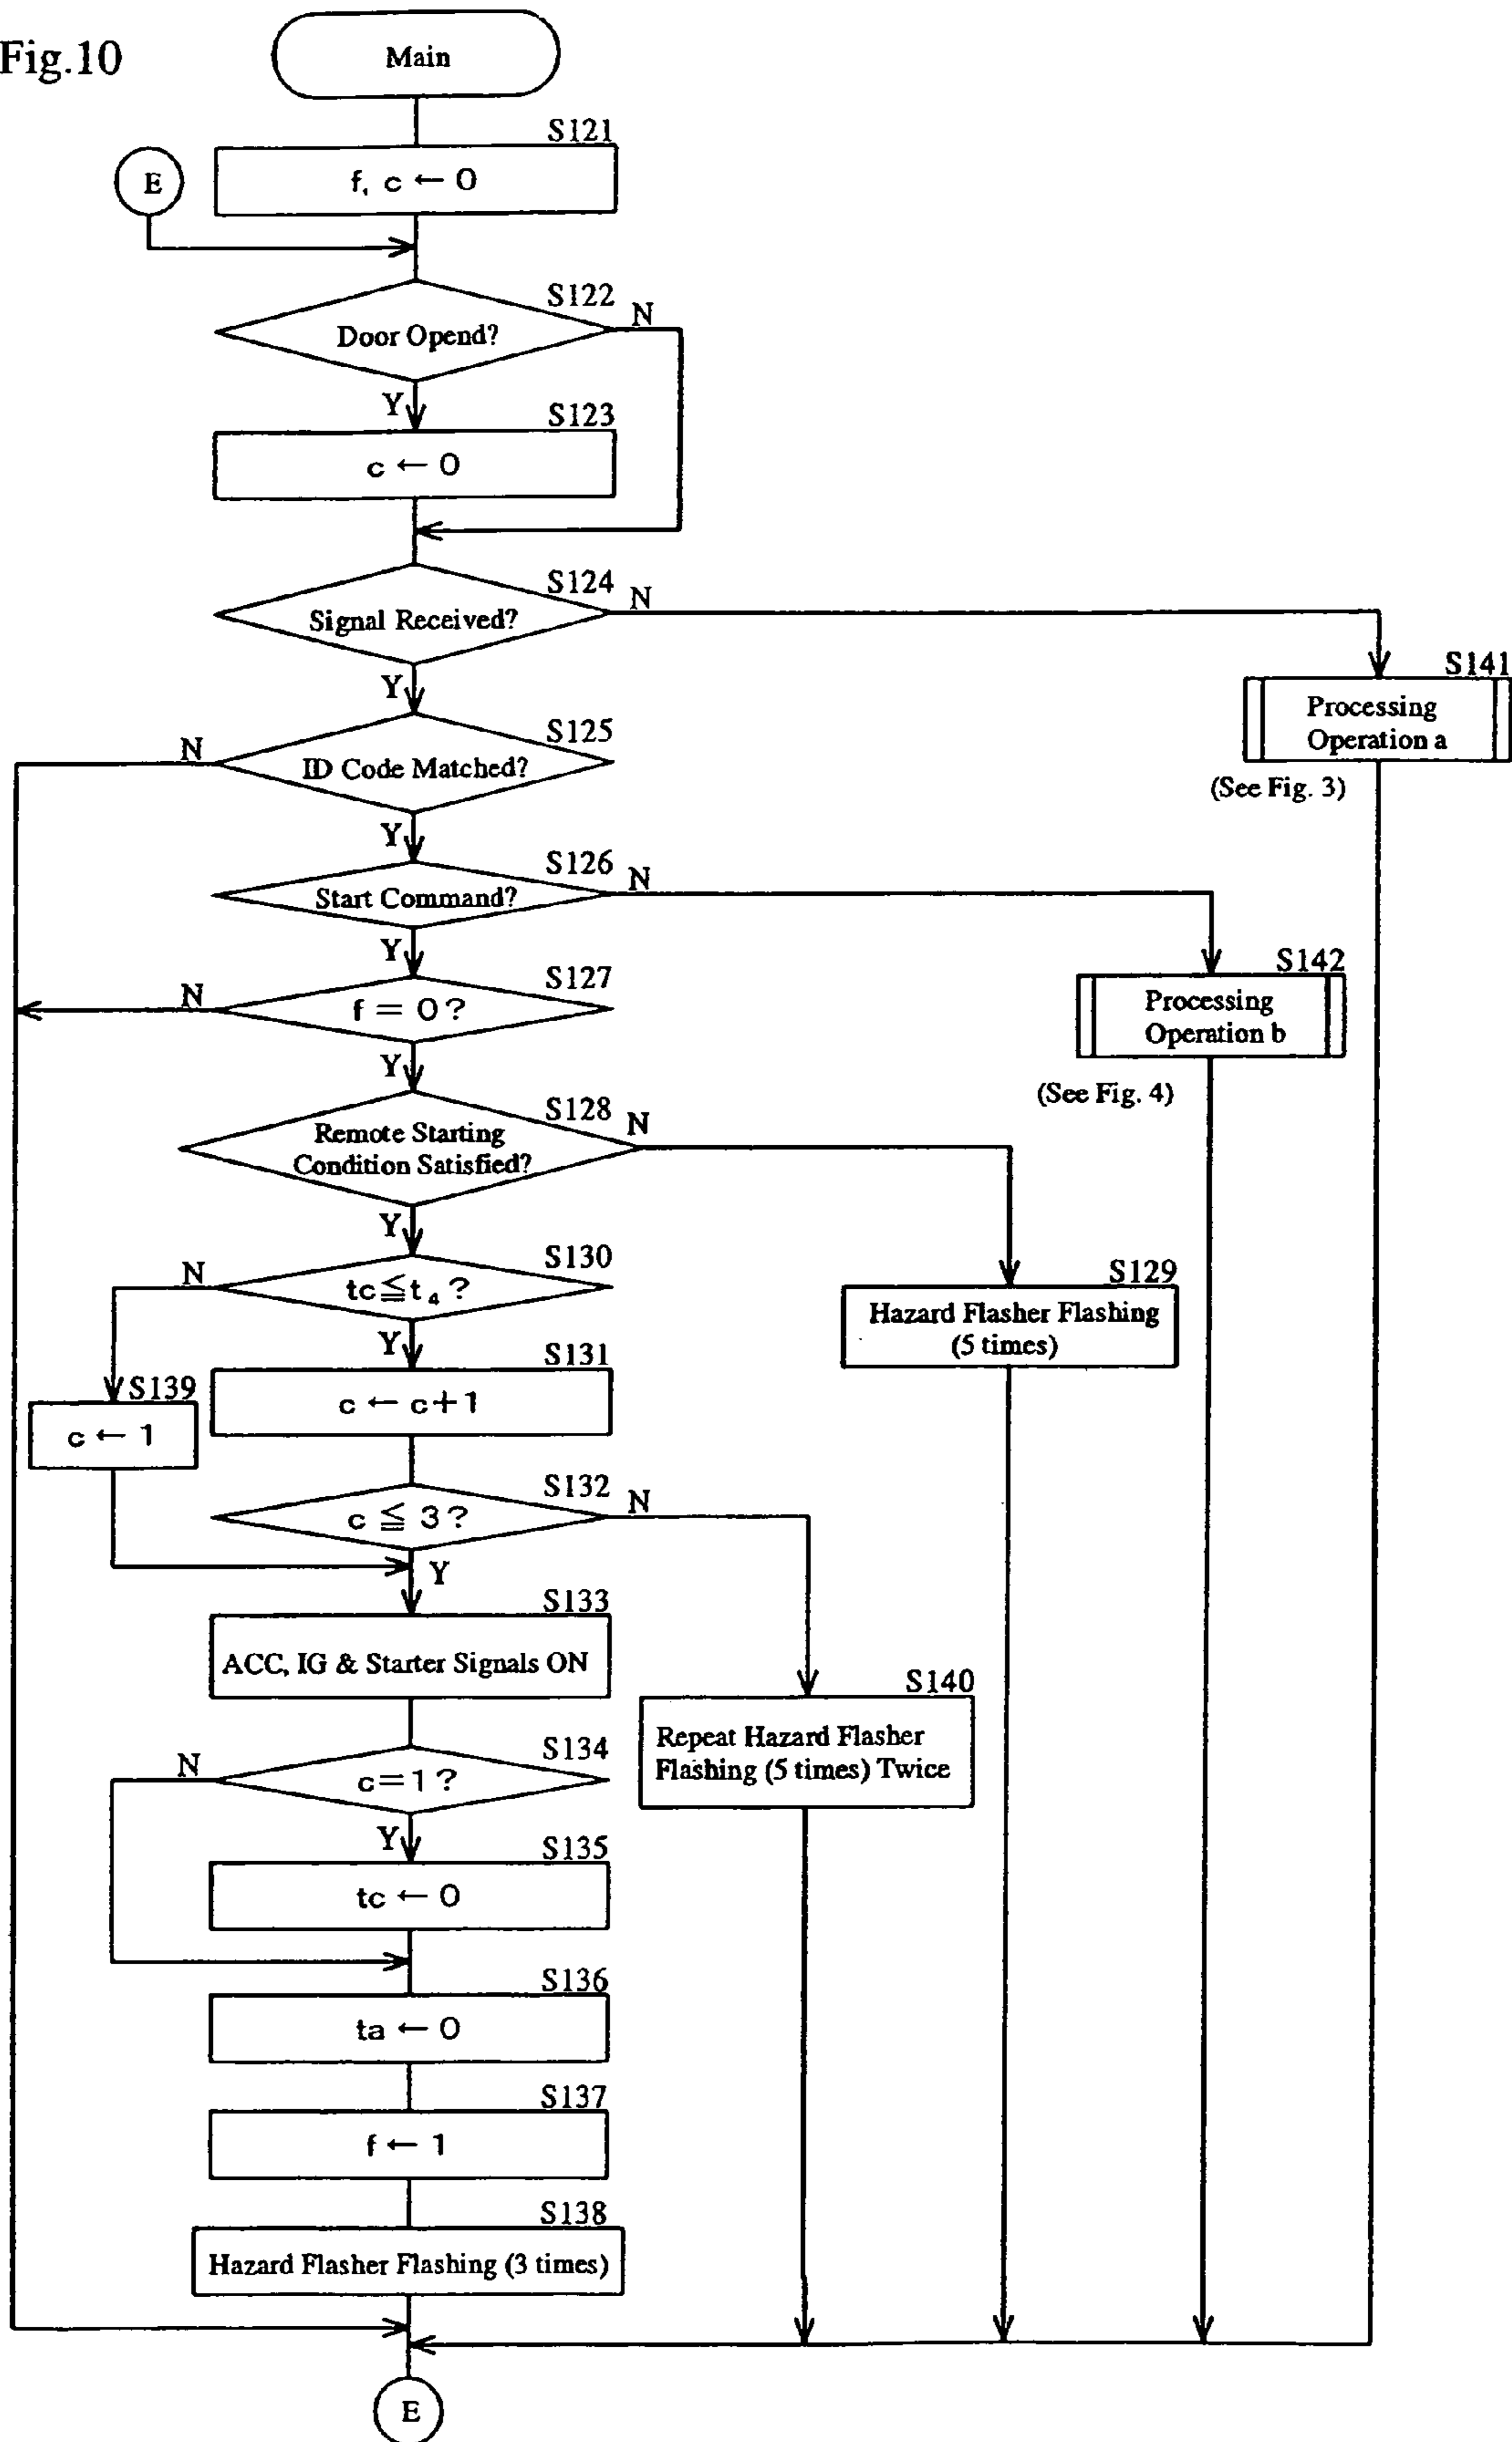 Fig.10
Main
S121
E
f, c ← 0
S122
N
Door Opend?
Y
S123
c ← 0
S124
N
Signal Received?
Y
S141
Processing
Operation a
(See Fig. 3)
S125
N
ID Code Matched?
Y
S126
N
Start Command?
Y
S142
Processing
Operation b
(See Fig. 4)
S127
N
f = 0?
Y
S128
N
Remote Starting
Condition Satisfied?
Y
S130
N
tc≦t₄?
Y
S129
Hazard Flasher Flashing
(5 times)
S131
c ← c+1
S139
c ← 1
S132
N
c ≦ 3?
Y
S133
ACC, IG & Starter Signals ON
S140
Repeat Hazard Flasher
Flashing (5 times) Twice
S134
N
c=1?
Y
S135
tc ← 0
S136
ta ← 0
S137
f ← 1
S138
Hazard Flasher Flashing (3 times)
E